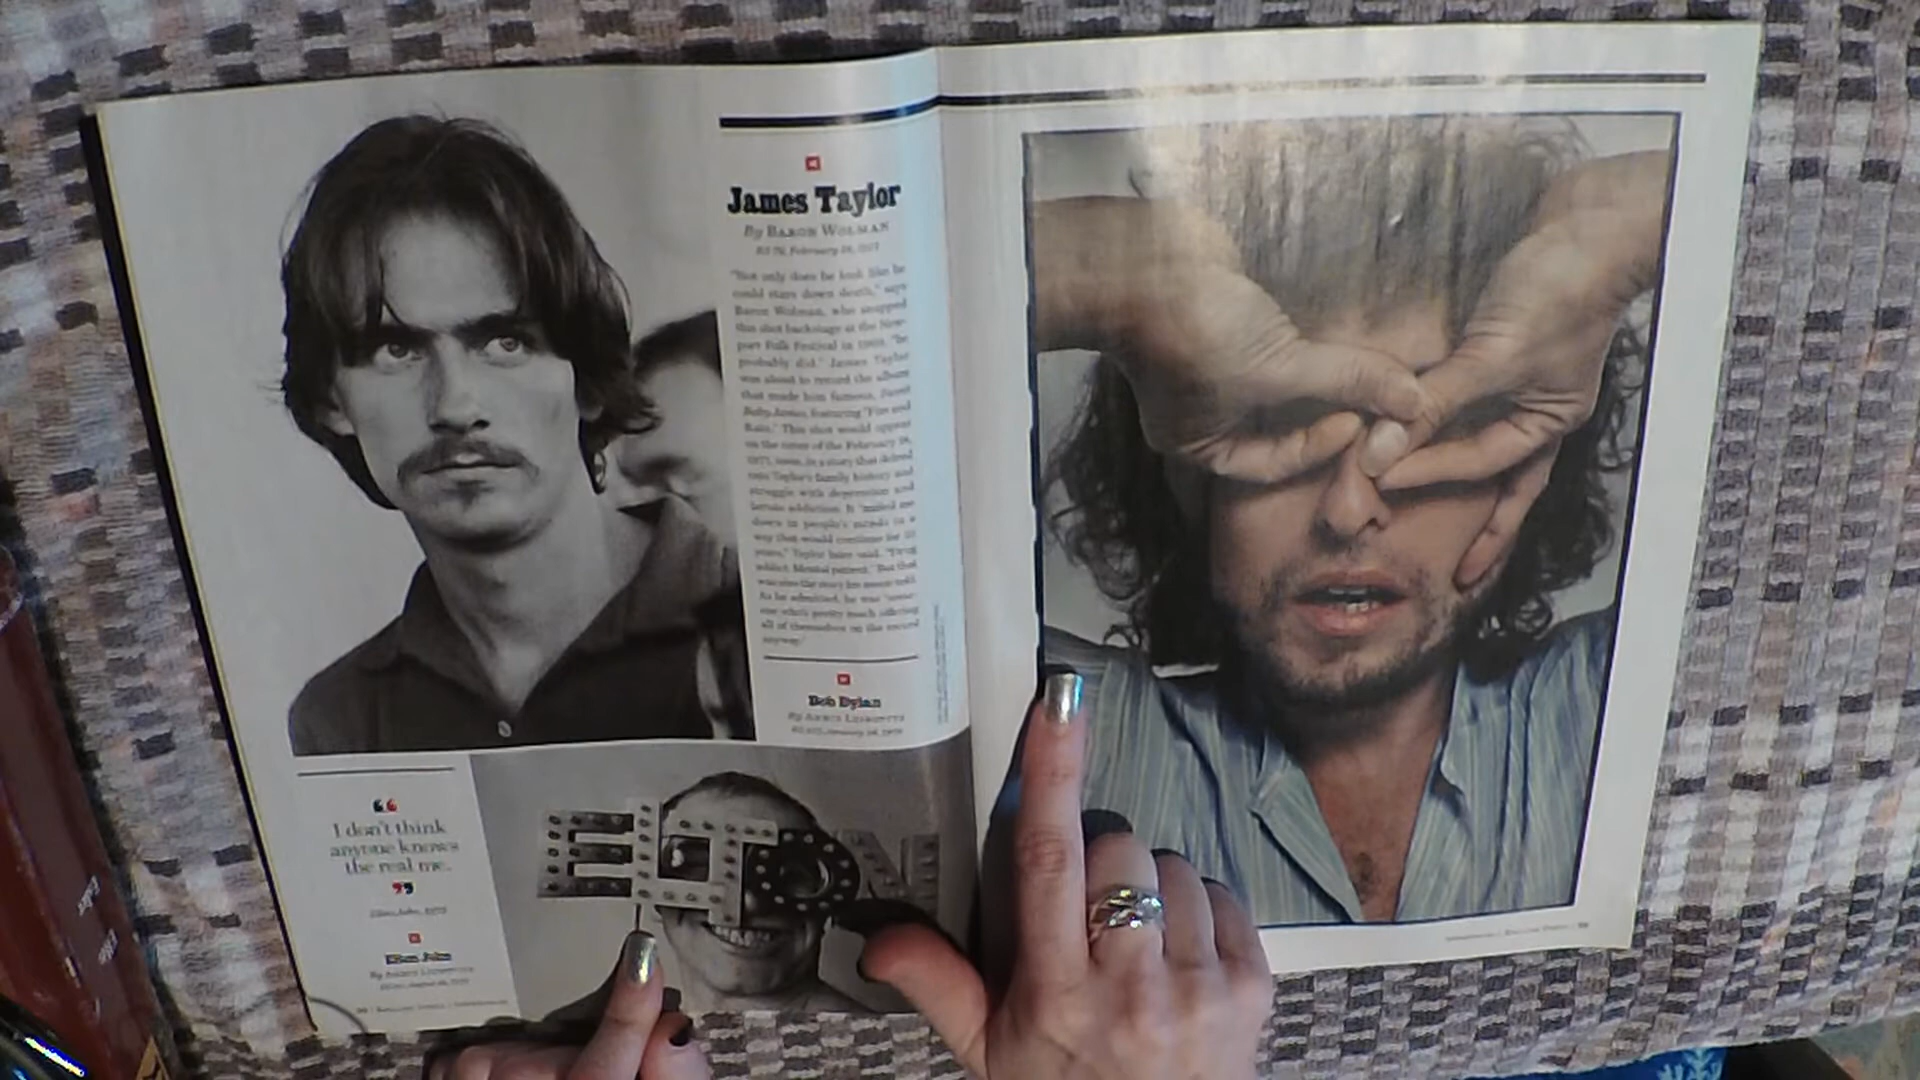 James Taylor
By BARON WOLMAN
"Not only does he look like he
could stare down death," says
Baron Wolman, who snapped
this shot backstage at the New-
port Folk Festival in 1969, "he
probably did." James Taylor
was about to record the album
that made him famous, Sweet
Baby James, featuring "Fire and
Rain." This shot would appear
on the cover of the February 18,
1971, issue, in a story that delved
into Taylor's family history and
struggle with depression and
heroin addiction. It "nailed me
down in people's minds in a
way that would continue for 10
years," Taylor later said. "'Drug
addict. Mental patient.' But that
was also the story his music told.
As he admitted, he was "some-
one who's pretty much offering
all of themselves on the record
anyway."
Bob Dylan
By ANNIE LEIBOVITZ
“
I don't think
anyone knows
the real me.
”
Elton John
By ANNIE LEIBOVITZ
ELTON